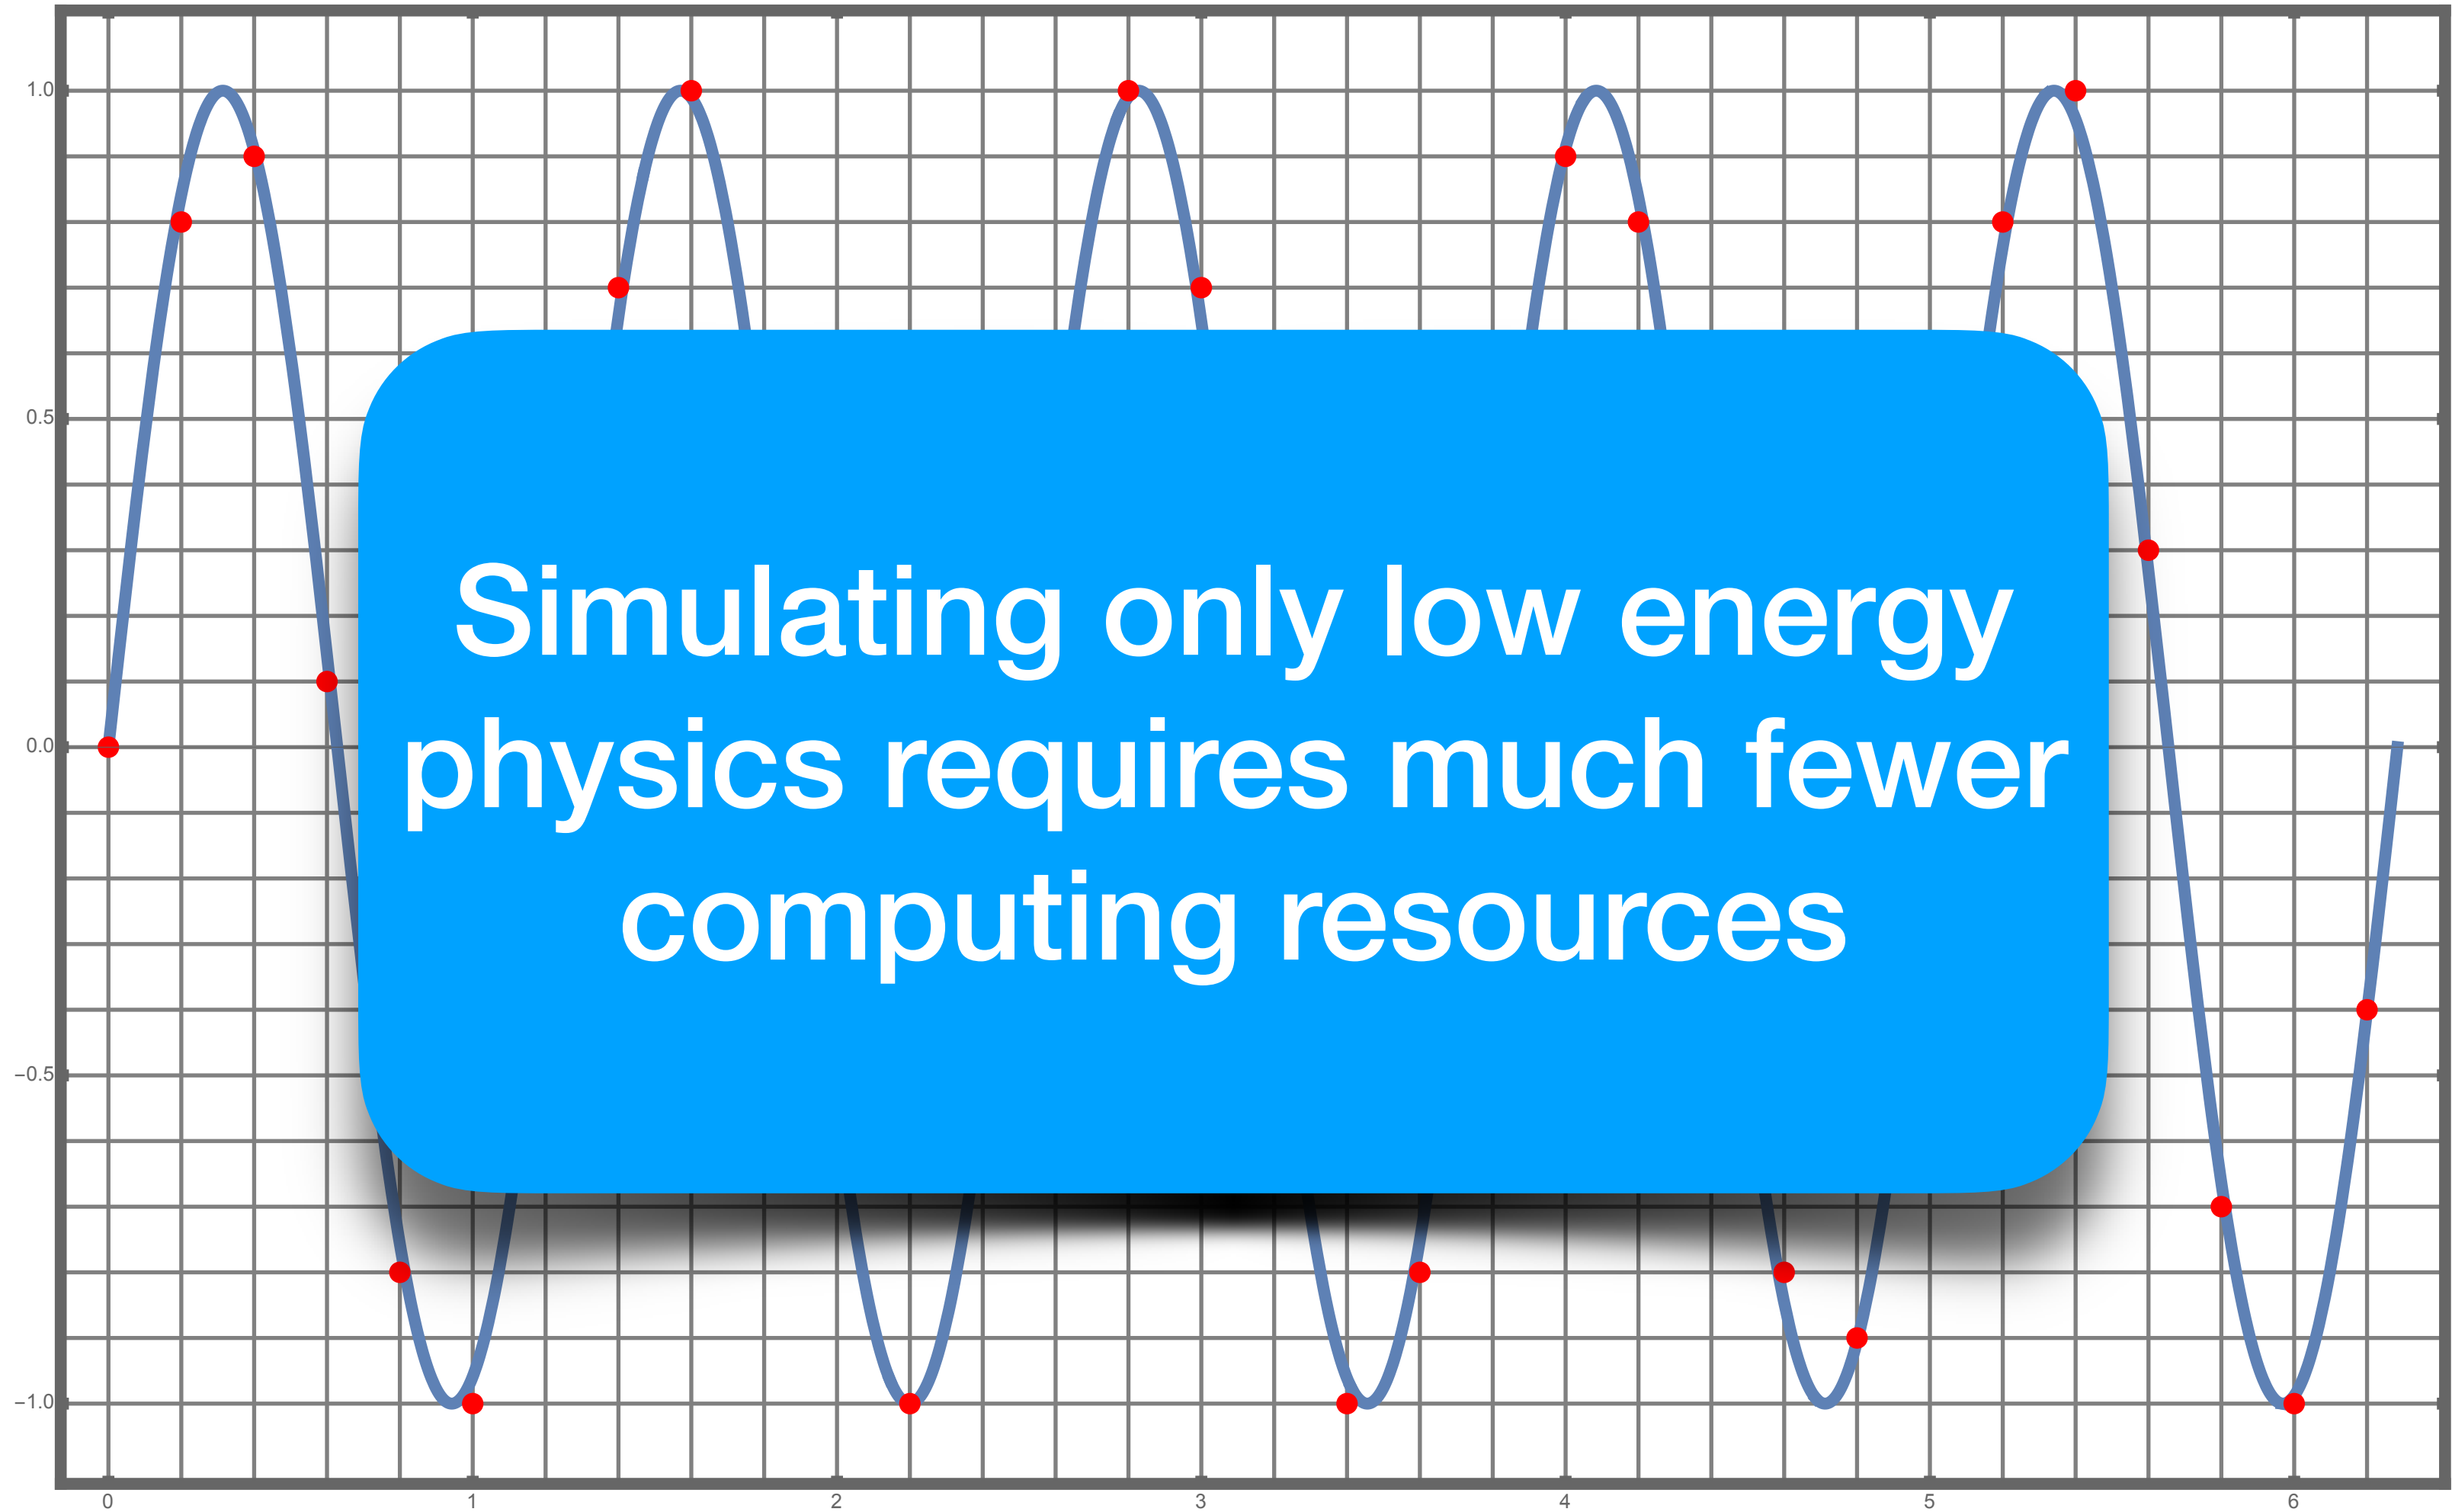 1.0
0.5
0.0
−0.5
−1.0
Simulating only low energy
physics requires much fewer
computing resources
0 1 2 3 4 5 6